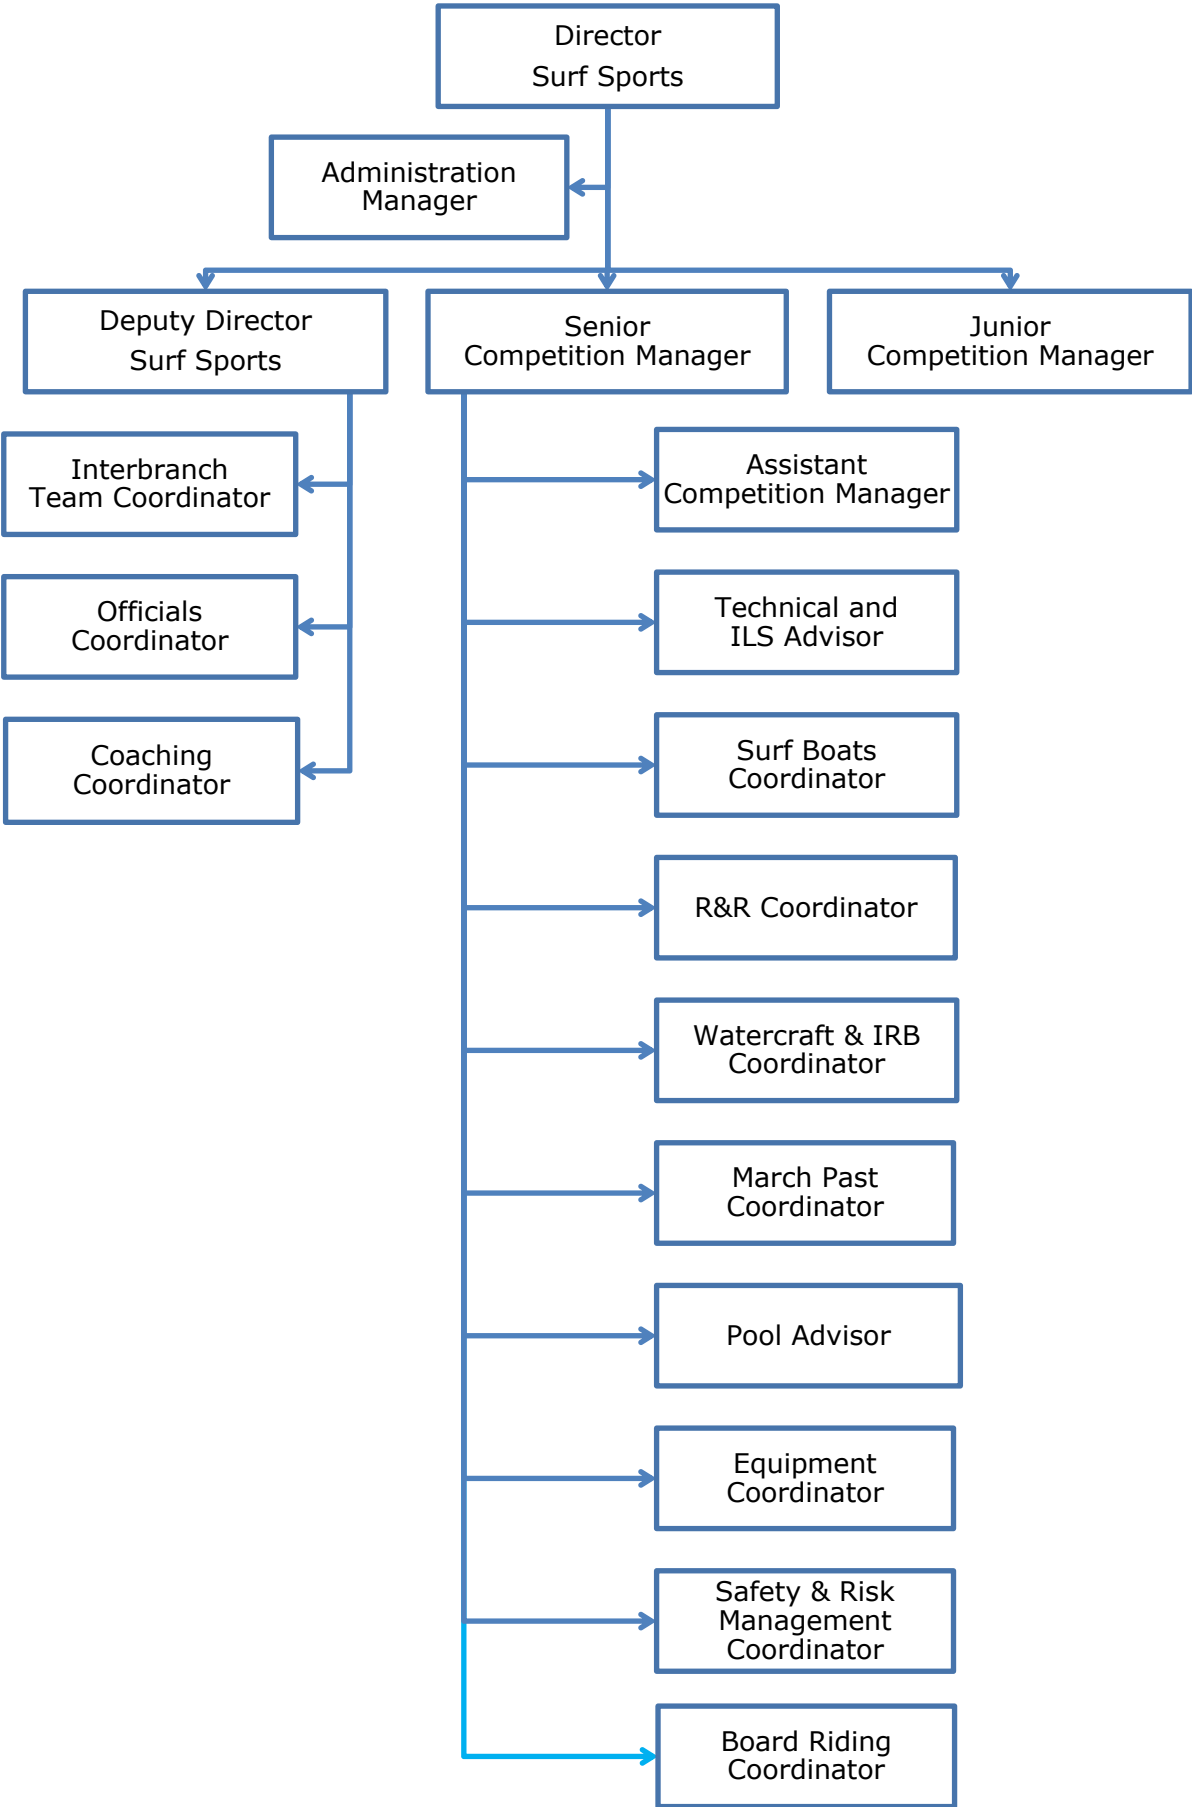 Director
Surf Sports
Administration
Manager
Deputy Director
Surf Sports
Senior
Competition Manager
Junior
Competition Manager
Interbranch
Team Coordinator
Officials
Coordinator
Coaching
Coordinator
Assistant
Competition Manager
Technical and
ILS Advisor
Surf Boats
Coordinator
R&R Coordinator
Watercraft & IRB
Coordinator
March Past
Coordinator
Pool Advisor
Equipment
Coordinator
Safety & Risk
Management
Coordinator
Board Riding
Coordinator